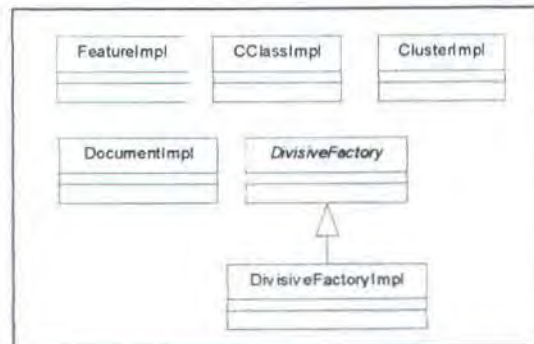 FeatureImpl
CClassImpl
ClusterImpl
DocumentImpl
DivisiveFactory
DivisiveFactoryImpl